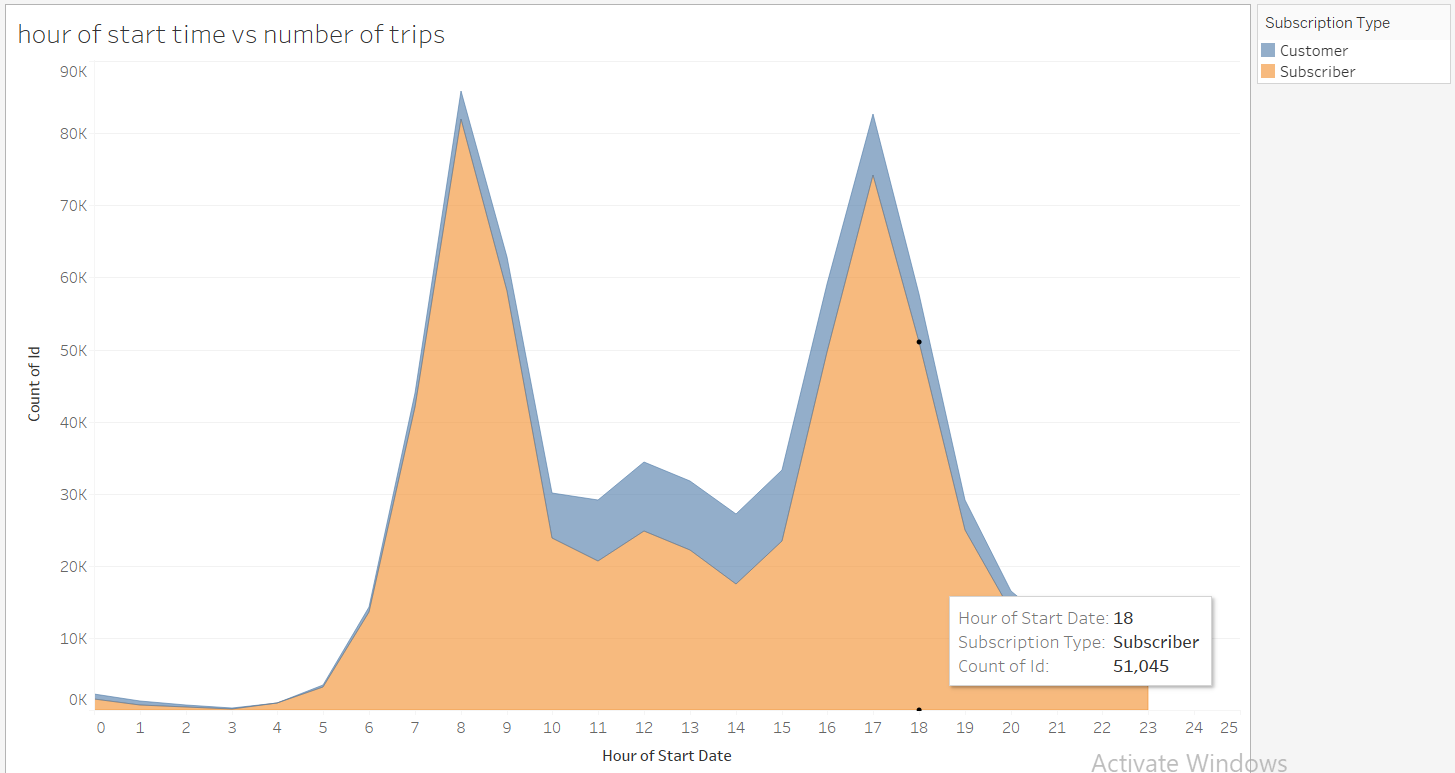 hour of start time vs number of trips
Subscription Type
Customer
Subscriber
90K
80K
70K
60K
50K
40K
30K
20K
10K
0K
Count of Id
Hour of Start Date: 18
Subscription Type: Subscriber
Count of Id: 51,045
0 1 2 3 4 5 6 7 8 9 10 11 12 13 14 15 16 17 18 19 20 21 22 23 24 25
Hour of Start Date
Activate Windows